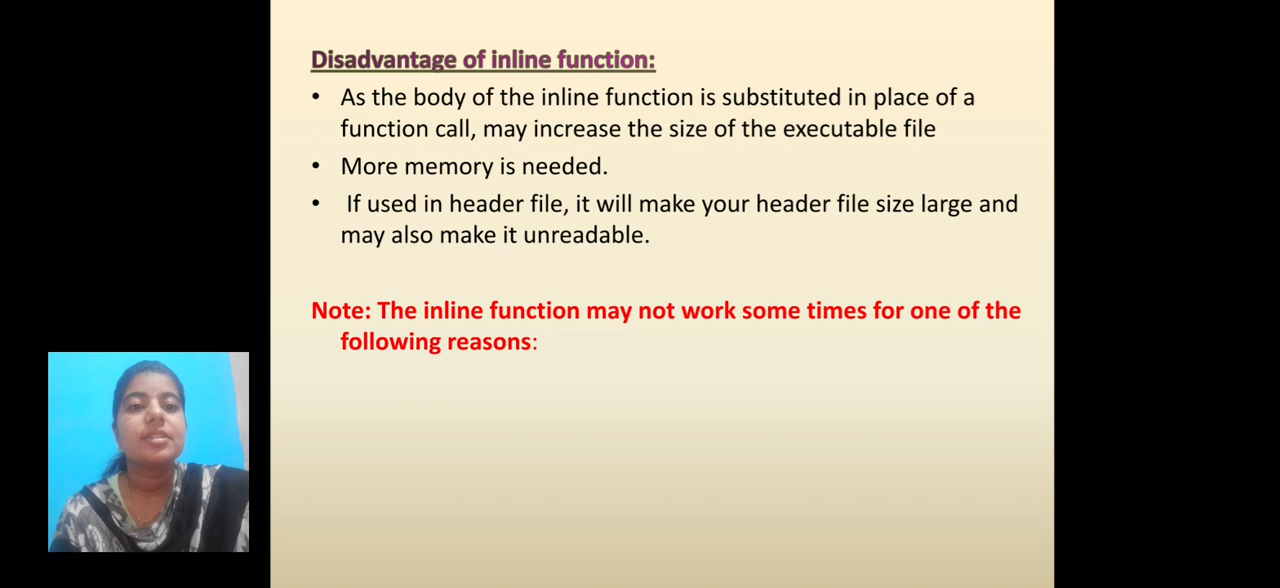 Disadvantage of inline function:
• As the body of the inline function is substituted in place of a
function call, may increase the size of the executable file
• More memory is needed.
• If used in header file, it will make your header file size large and
may also make it unreadable.
Note: The inline function may not work some times for one of the
following reasons: